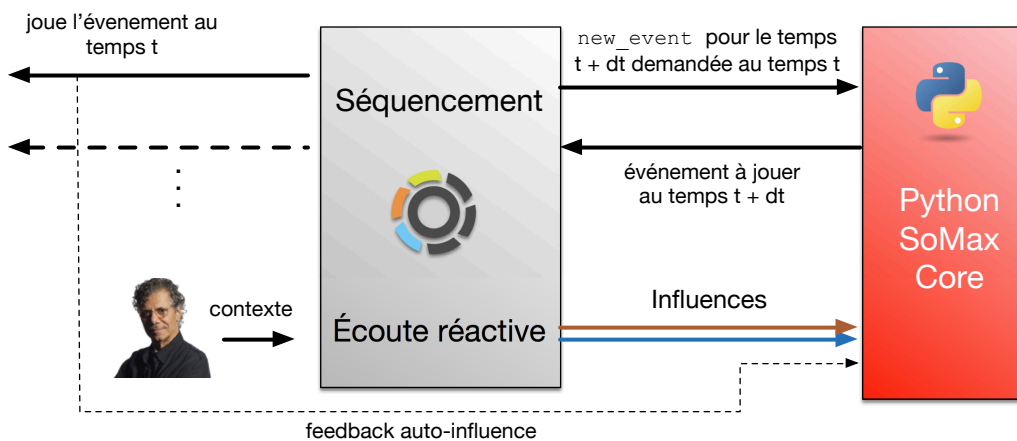 joue l'évenement au
temps t
new_event pour le temps
t + dt demandée au temps t
Séquencement
événement à jouer
au temps t + dt
Python
SoMax
Core
contexte
Influences
Écoute réactive
feedback auto-influence